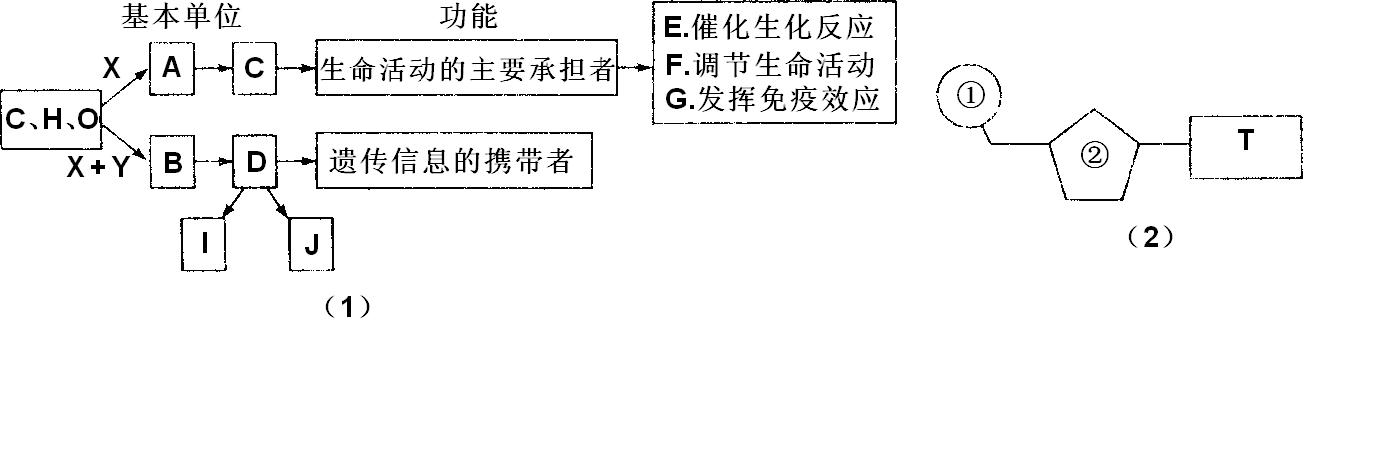 基本单位
功能
X
A
C
生命活动的主要承担者
E.催化生化反应
F.调节生命活动
G.发挥免疫效应
C、H、O
X+Y
B
D
遗传信息的携带者
I
J
(1)
①
②
T
(2)